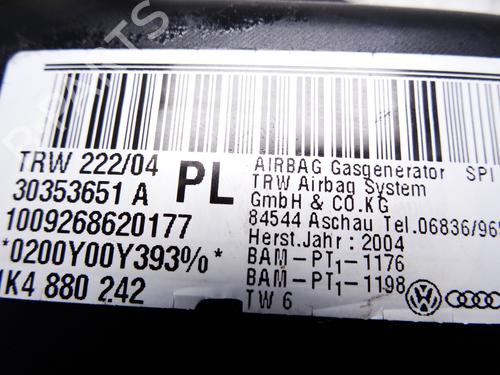 TRW 222/04
30353651 A
PL
1009268620177
*0200Y00Y393%*
1K4 880 242
AIRBAG Gasgenerator SPI
TRW Airbag System
GmbH & CO.KG
84544 Aschau Tel.06836/96
Herst.Jahr : 2004
BAM-PT1-1176
BAM-PT1-1198
TW 6